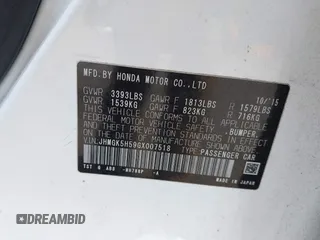 MFD.BY HONDA MOTOR CO.,LTD 10/'15
GVWR 3393LBS GAWR F 1813LBS R 1579LBS
GVWR 1539KG GAWR F 823KG R 716KG
THIS VEHICLE CONFORMS TO ALL APPLICABLE
FEDERAL MOTOR VEHICLE SAFETY, BUMPER,
AND THEFT PREVENTION STANDARDS IN EFFECT
ON THE DATE OF MANUFACTURE SHOWN ABOVE.
VIN:JHMGK5H59GX007518 PASSENGER CAR
MADE IN JAPAN
DREAMBID